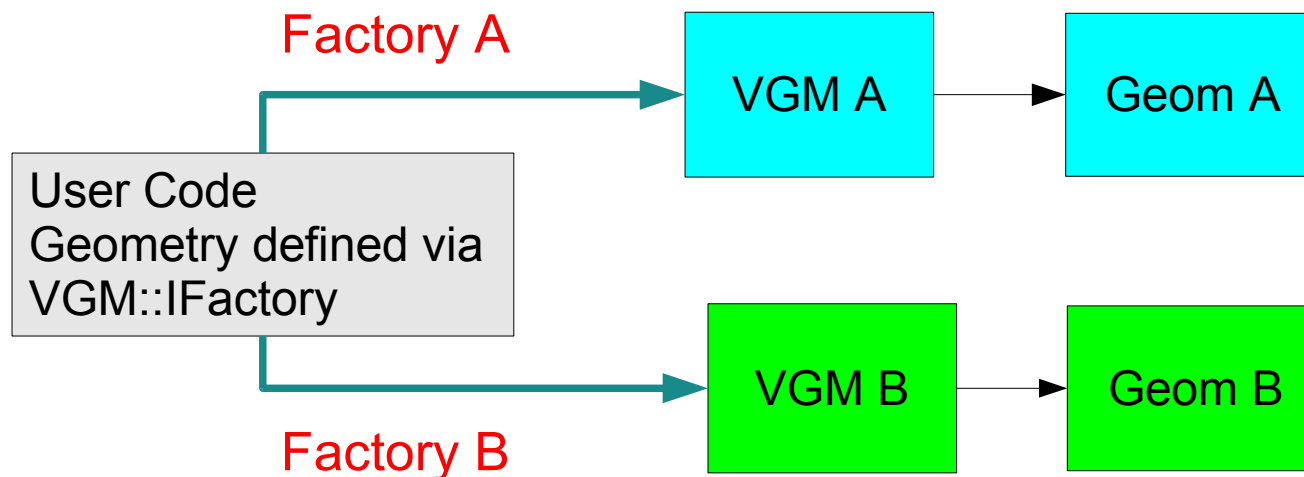 Factory A
VGM A
Geom A
User Code
Geometry defined via
VGM::IFactory
VGM B
Geom B
Factory B